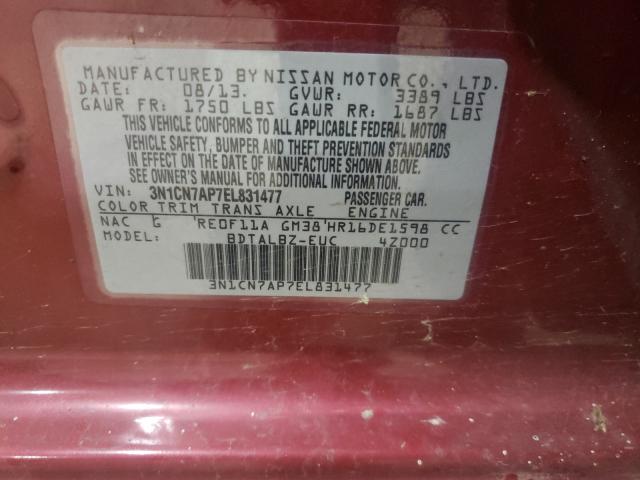 MANUFACTURED BY NISSAN MOTOR CO., LTD.
DATE: 08/13. GVWR: 3389 LBS
GAWR FR: 1750 LBS GAWR RR: 1687 LBS
THIS VEHICLE CONFORMS TO ALL APPLICABLE FEDERAL MOTOR
VEHICLE SAFETY, BUMPER AND THEFT PREVENTION STANDARDS
IN EFFECT ON THE DATE OF MANUFACTURE SHOWN ABOVE.
SEE OWNER'S MANUAL FOR ADDITIONAL INFORMATION.
VIN: 3N1CN7AP7EL831477 PASSENGER CAR.
COLOR TRIM TRANS AXLE ENGINE
NAC G 'RE0F11A GM38'HR16DE1598 CC
MODEL: BDTALBZ-EUC 4Z000
3N1CN7AP7EL831477